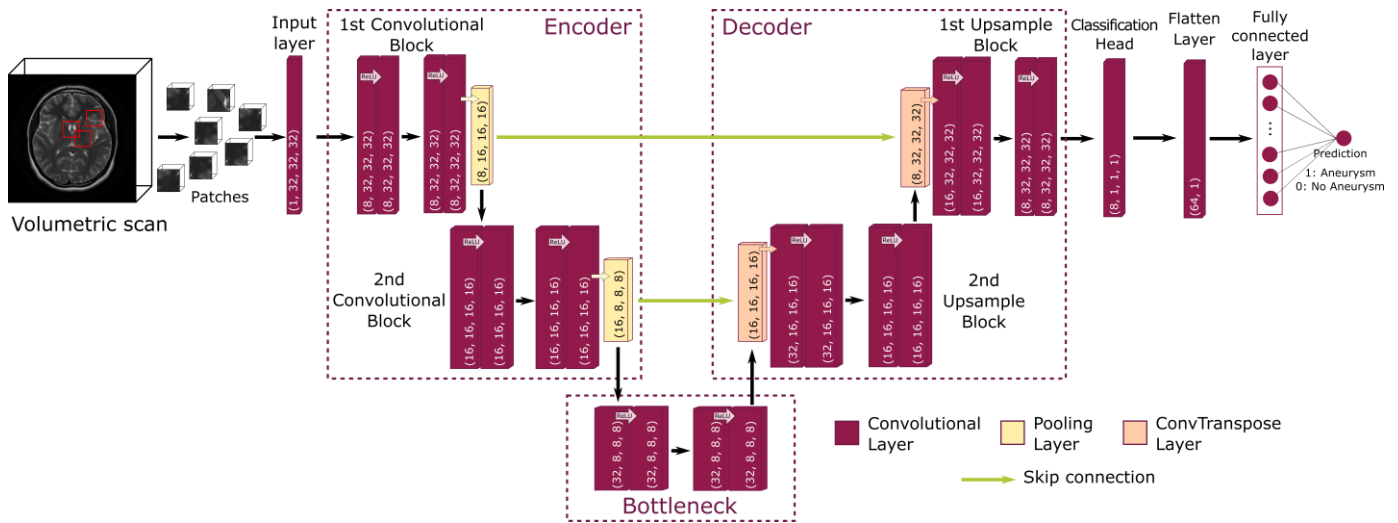 Volumetric scan
Patches
Input
layer
(1, 32, 32, 32)
Encoder
1st Convolutional
Block
ReLU
(8, 32, 32, 32)
(8, 32, 32, 32)
ReLU
(8, 32, 32, 32)
(8, 32, 32, 32)
(8, 16, 16, 16)
2nd
Convolutional
Block
ReLU
(16, 16, 16, 16)
(16, 16, 16, 16)
ReLU
(16, 16, 16, 16)
(16, 16, 16, 16)
(16, 8, 8, 8)
ReLU
(32, 8, 8, 8)
(32, 8, 8, 8)
ReLU
(32, 8, 8, 8)
(32, 8, 8, 8)
Bottleneck
Decoder
(16, 16, 16, 16)
ReLU
(32, 16, 16, 16)
(32, 16, 16, 16)
ReLU
(16, 16, 16, 16)
(16, 16, 16, 16)
2nd
Upsample
Block
1st Upsample
Block
(8, 32, 32, 32)
ReLU
(16, 32, 32, 32)
(16, 32, 32, 32)
ReLU
(8, 32, 32, 32)
(8, 32, 32, 32)
Classification
Head
(8, 1, 1, 1)
Flatten
Layer
(64, 1)
Fully
connected
layer
...
Prediction
1: Aneurysm
0: No Aneurysm
Convolutional
Layer
Pooling
Layer
ConvTranspose
Layer
Skip connection